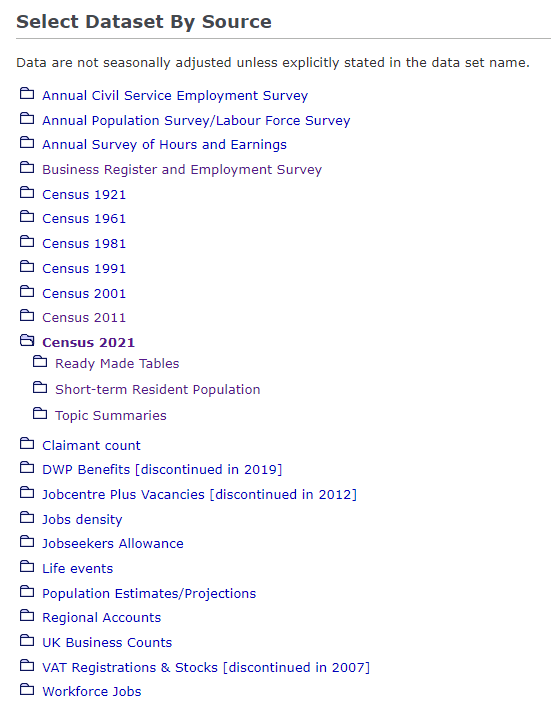 Select Dataset By Source
Data are not seasonally adjusted unless explicitly stated in the data set name.
Annual Civil Service Employment Survey
Annual Population Survey/Labour Force Survey
Annual Survey of Hours and Earnings
Business Register and Employment Survey
Census 1921
Census 1961
Census 1981
Census 1991
Census 2001
Census 2011
Census 2021
Ready Made Tables
Short-term Resident Population
Topic Summaries
Claimant count
DWP Benefits [discontinued in 2019]
Jobcentre Plus Vacancies [discontinued in 2012]
Jobs density
Jobseekers Allowance
Life events
Population Estimates/Projections
Regional Accounts
UK Business Counts
VAT Registrations & Stocks [discontinued in 2007]
Workforce Jobs